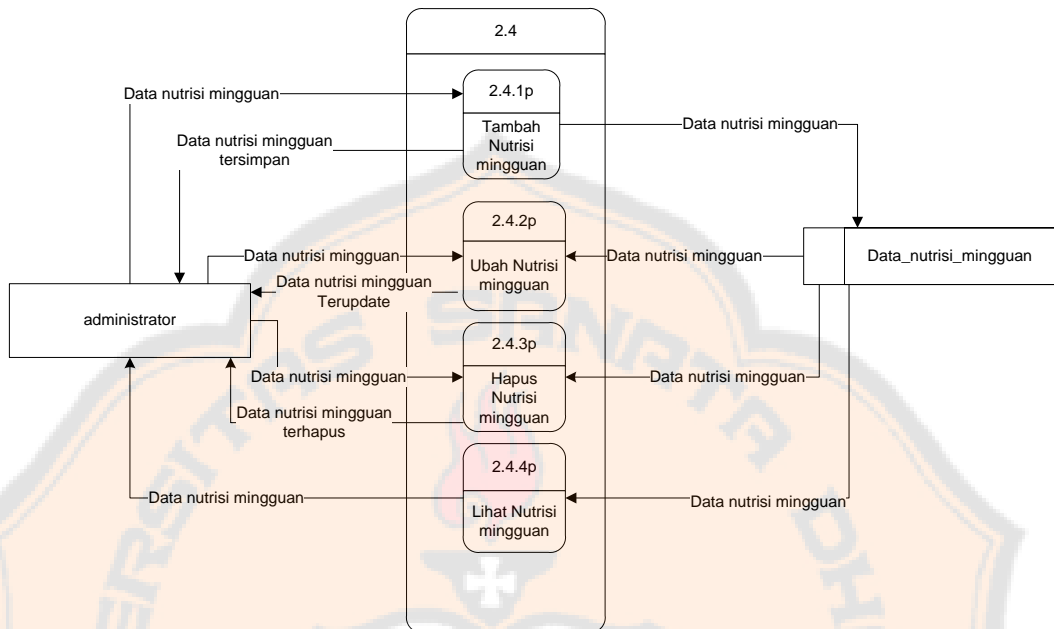 2.4
Data nutrisi mingguan
2.4.1p
Tambah
Nutrisi
mingguan
Data nutrisi mingguan
Data nutrisi mingguan
tersimpan
2.4.2p
Ubah Nutrisi
mingguan
Data nutrisi mingguan
Data nutrisi mingguan
Data_nutrisi_mingguan
Data nutrisi mingguan
Terupdate
administrator
2.4.3p
Hapus
Nutrisi
mingguan
Data nutrisi mingguan
Data nutrisi mingguan
Data nutrisi mingguan
terhapus
2.4.4p
Lihat Nutrisi
mingguan
Data nutrisi mingguan
Data nutrisi mingguan
ERSITAS SANATA DH